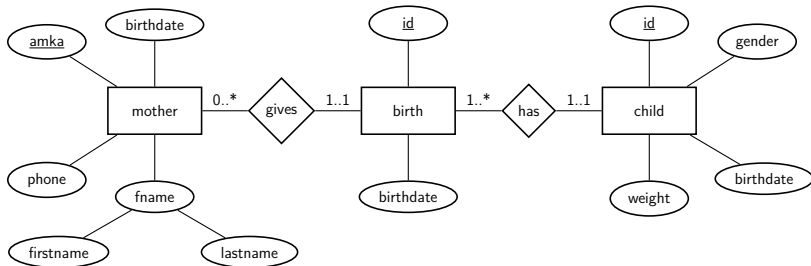 birthdate
id
id
amka
gender
mother
0..*
gives
1..1
birth
1..*
has
1..1
child
phone
fname
birthdate
weight
birthdate
firstname
lastname